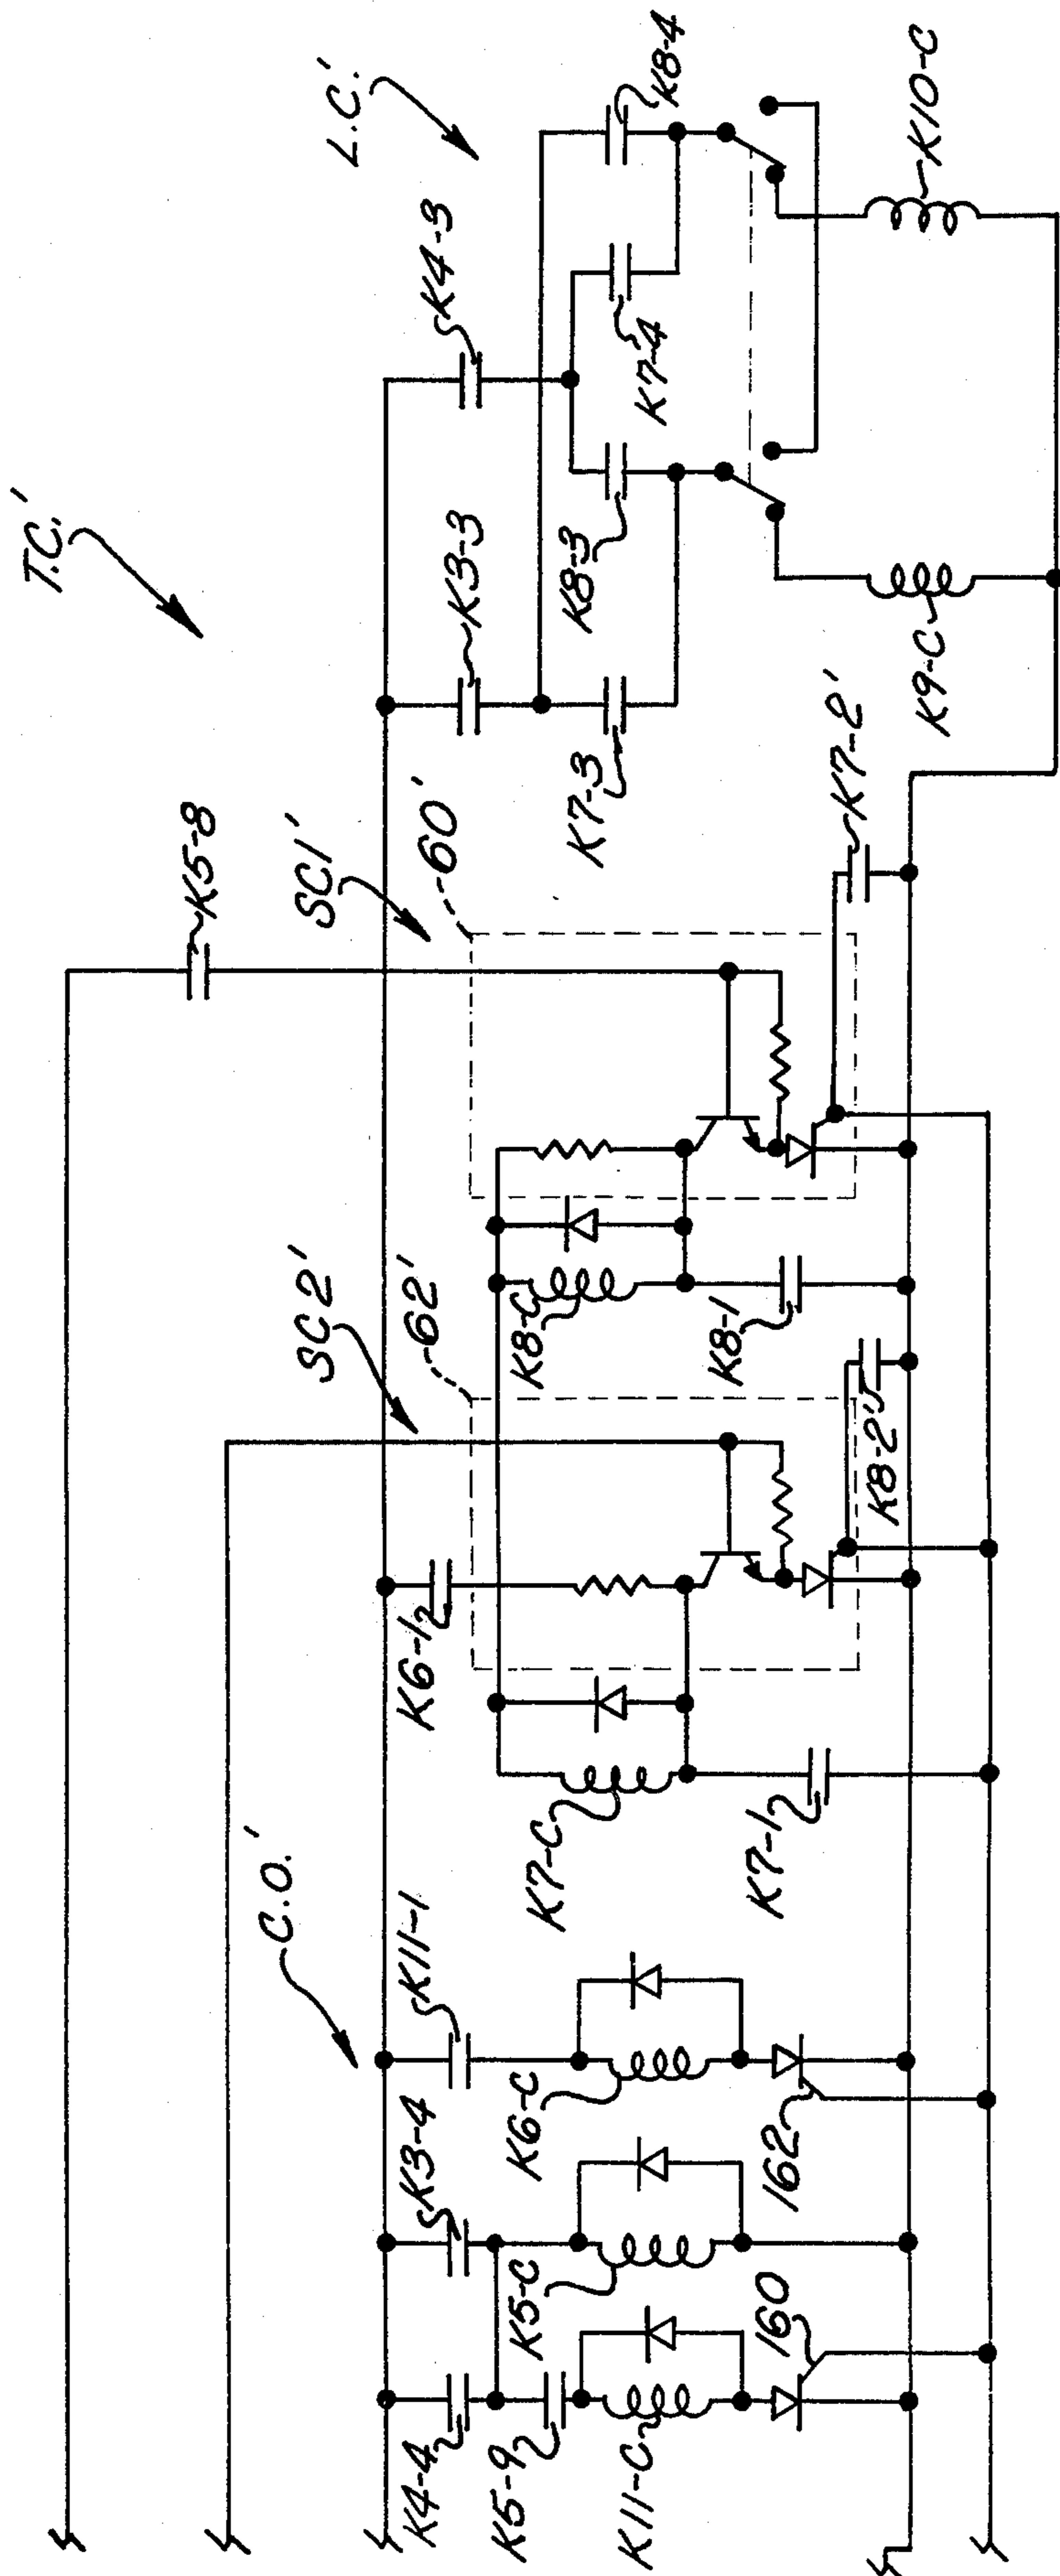 T.C.'
L.C.'
K5-8
SC1'
60'
SC2'
62'
C.O.'
K4-3
K3-3
K8-4
K7-4
K8-3
K7-3
K10-C
K9-C
K7-2'
K8-C
K8-1
K8-2'
K6-1
K7-C
K7-1
K11-1
K3-4
K4-4
K6-C
K5-C
K5-9
K11-C
162
160